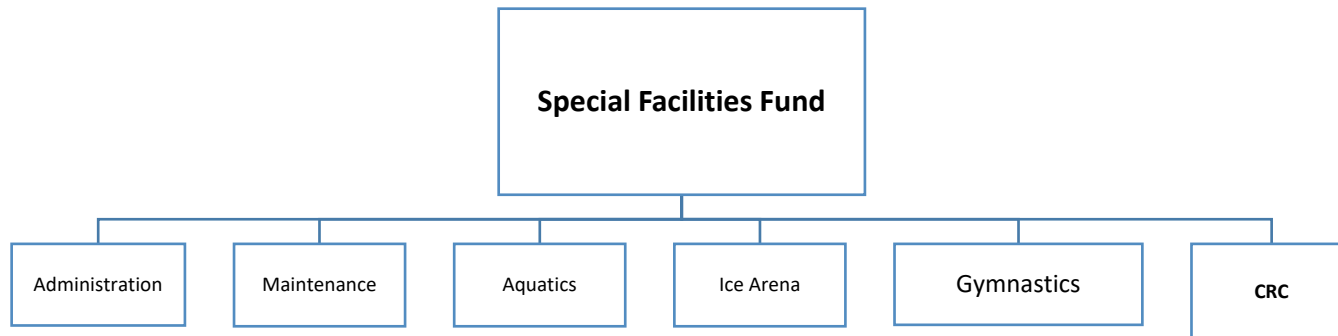 Special Facilities Fund
Administration
Maintenance
Aquatics
Ice Arena
Gymnastics
CRC